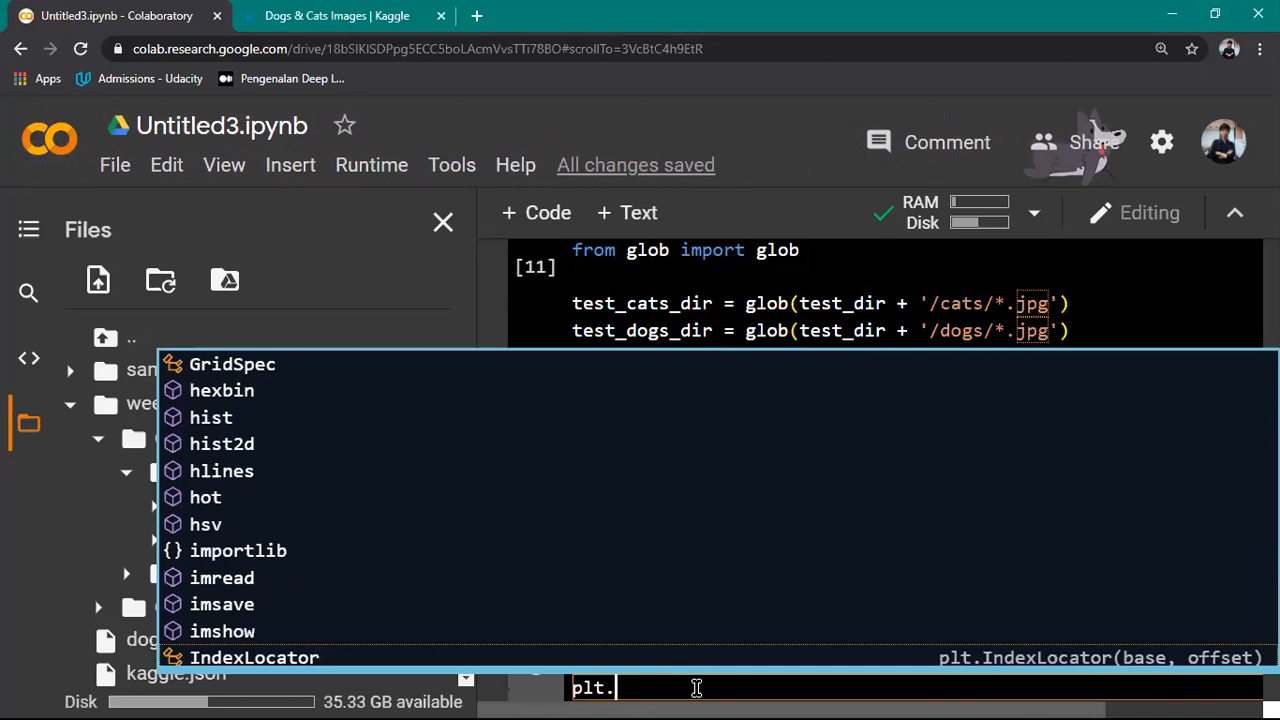 Untitled3.ipynb - Colaboratory
Dogs & Cats Images | Kaggle
colab.research.google.com/drive/18bSlKlSDPpg5ECC5boLAcmVvsTTi78BO#scrollTo=3VcBtC4h9EtR
Apps
Admissions - Udacity
Pengenalan Deep L...
Untitled3.ipynb
Comment
Share
File Edit View Insert Runtime Tools Help All changes saved
Files
+ Code + Text
RAM
Disk
Editing
[11]
from glob import glob
test_cats_dir = glob(test_dir + '/cats/*.jpg')
test_dogs_dir = glob(test_dir + '/dogs/*.jpg')
..
sam
wee
dog
kaggle.json
GridSpec
hexbin
hist
hist2d
hlines
hot
hsv
{} importlib
imread
imsave
imshow
IndexLocator plt.IndexLocator(base, offset)
plt.
Disk 35.33 GB available